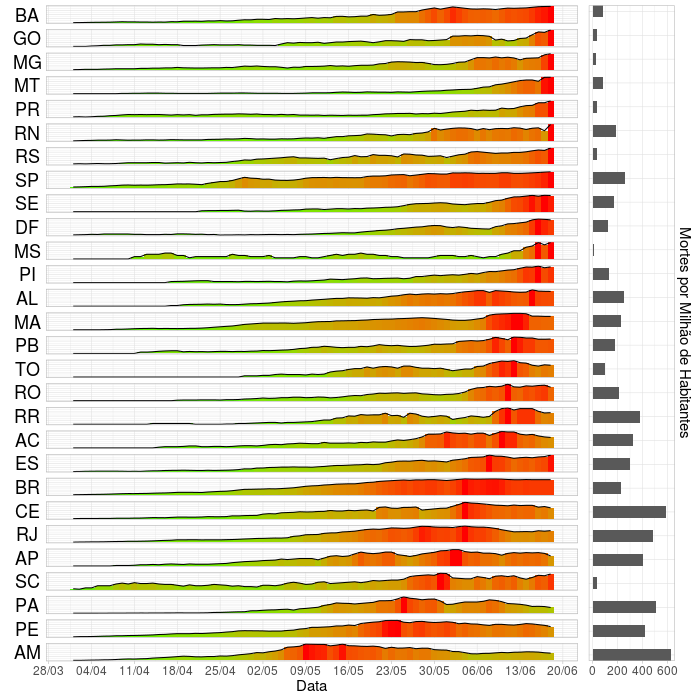 BA
GO
MG
MT
PR
RN
RS
SP
SE
DF
MS
PI
AL
MA
PB
TO
RO
RR
AC
ES
BR
CE
RJ
AP
SC
PA
PE
AM
28/03 04/04 11/04 18/04 25/04 02/05 09/05 16/05 23/05 30/05 06/06 13/06 20/06
Data
0 200 400 600
Mortes por Milhão de Habitantes